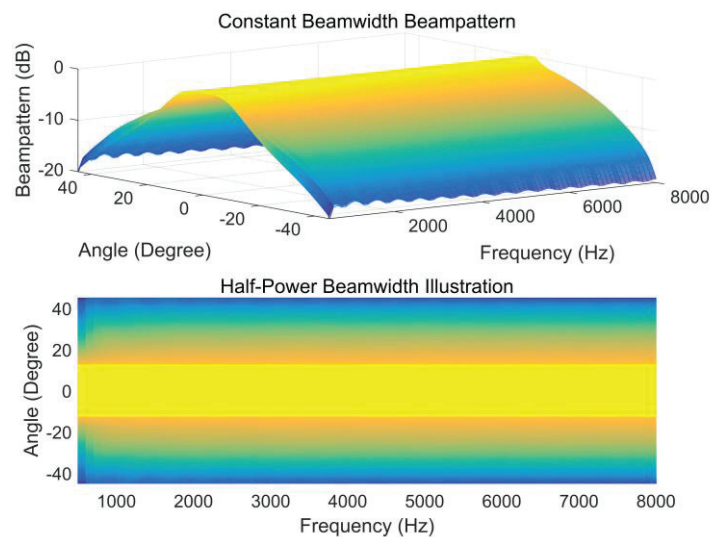 Constant Beamwidth Beampattern
Beampattern (dB)
0
-10
-20
40
20
0
-20
-40
Angle (Degree)
2000
4000
6000
8000
Frequency (Hz)
Half-Power Beamwidth Illustration
Angle (Degree)
40
20
0
-20
-40
1000 2000 3000 4000 5000 6000 7000 8000
Frequency (Hz)